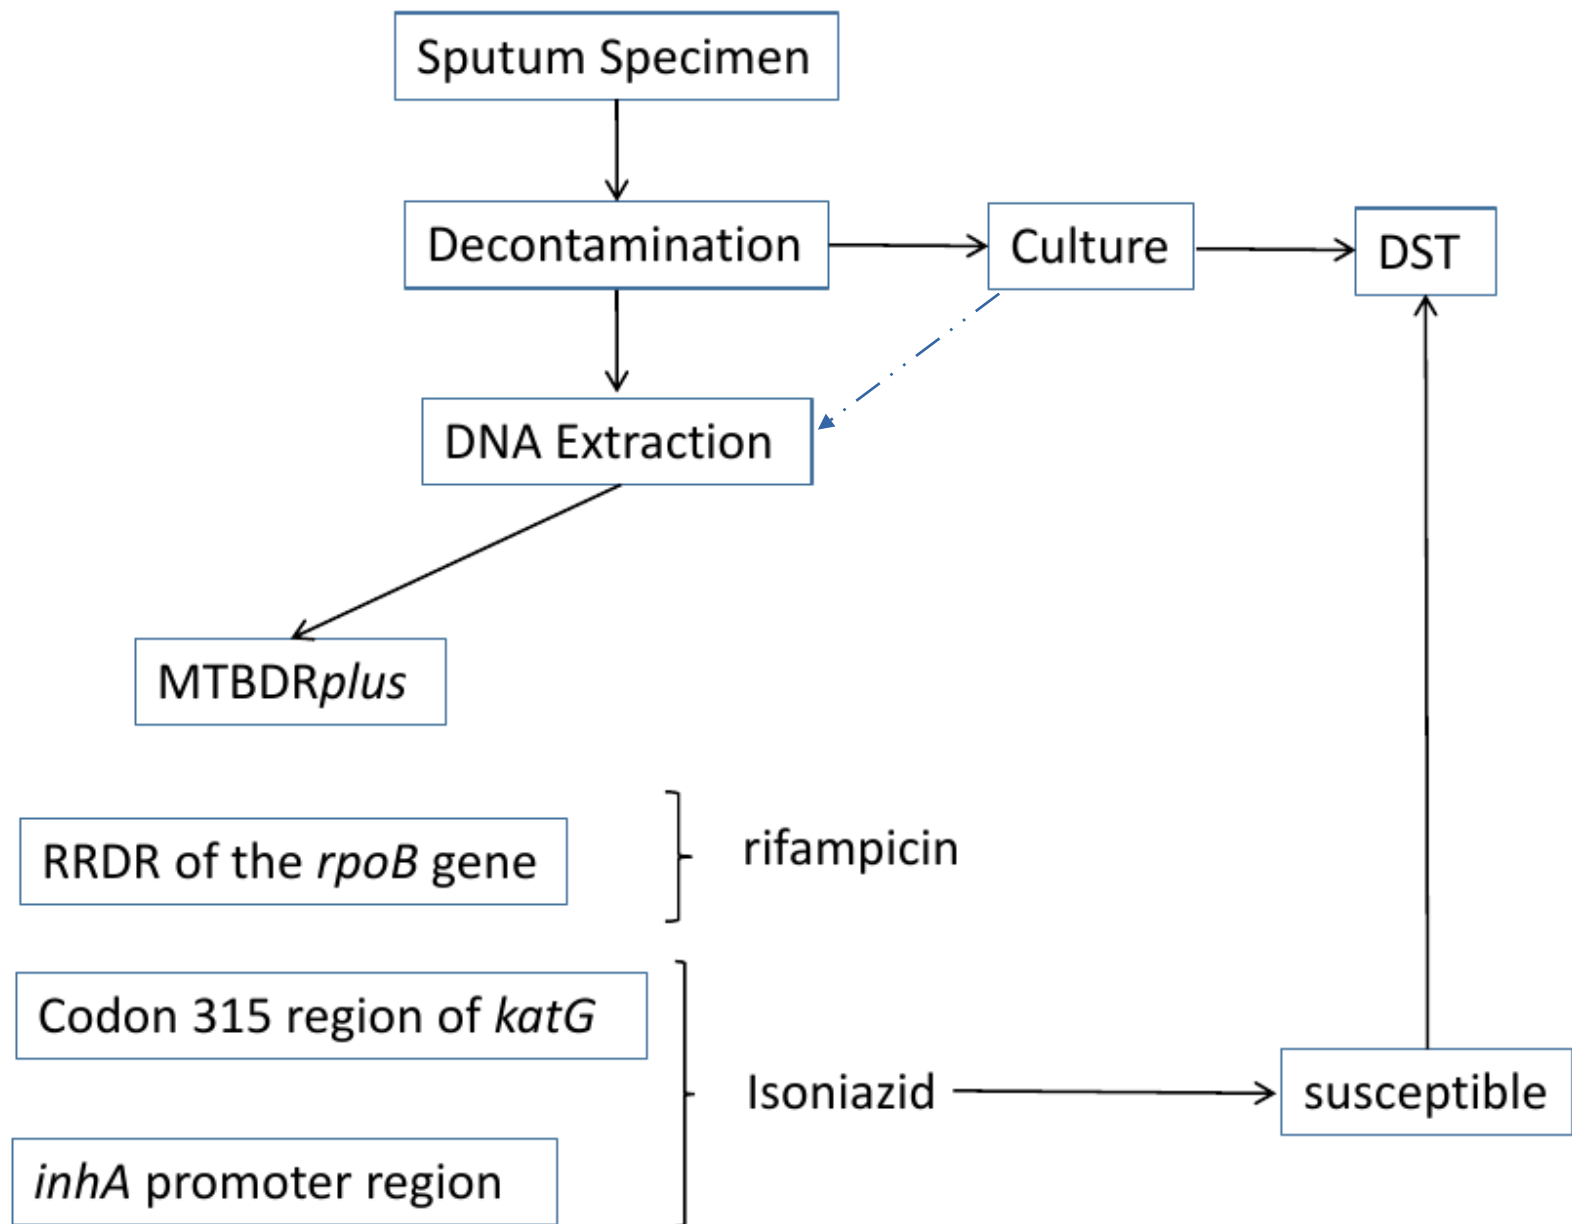 Sputum Specimen
Decontamination
Culture
DST
DNA Extraction
MTBDRplus
RRDR of the rpoB gene
rifampicin
Codon 315 region of katG
Isoniazid
susceptible
inhA promoter region